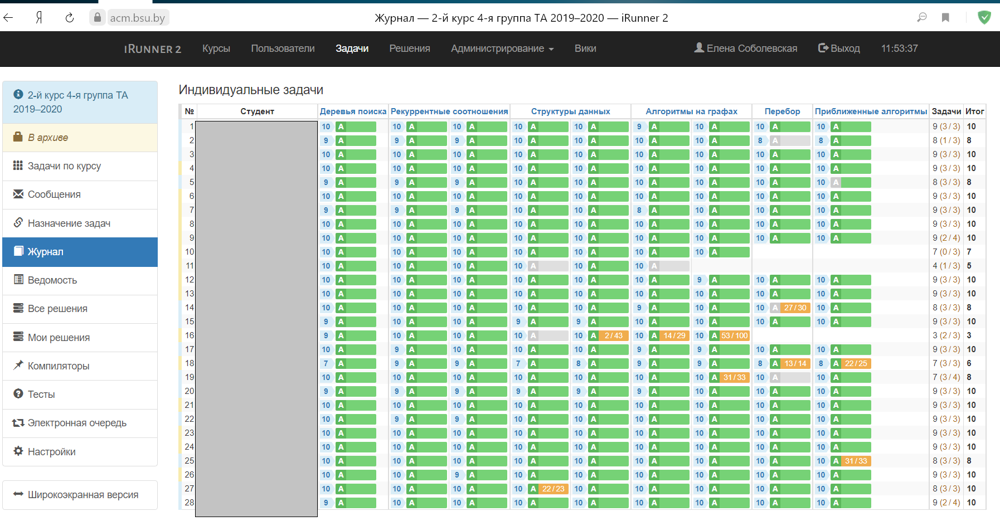 Я acm.bsu.by Журнал — 2-й курс 4-я группа ТА 2019–2020 — iRunner 2
IRUNNER 2 Курсы Пользователи Задачи Решения Администрирование Вики Елена Соболевская Выход 11:53:37
2-й курс 4-я группа ТА
2019–2020
В архиве
Задачи по курсу
Сообщения
Назначение задач
Журнал
Ведомость
Все решения
Мои решения
Компиляторы
Тесты
Электронная очередь
Настройки
Широкоэкранная версия
Индивидуальные задачи
№ Студент Деревья поиска Рекуррентные соотношения Структуры данных Алгоритмы на графах Перебор Приближенные алгоритмы Задачи Итог
1 10 A 10 A 10 A 10 A 10 A 9 A 10 A 10 A 10 A 9 (3 / 3) 10
2 9 A 9 A 9 A 10 A 10 A 10 A 10 A 8 A 8 A 8 (1 / 3) 8
3 10 A 10 A 10 A 10 A 10 A 10 A 10 A 10 A 10 A 9 (3 / 3) 10
4 10 A 10 A 10 A 10 A 10 A 10 A 10 A 10 A 10 A 9 (3 / 3) 10
5 9 A 9 A 9 A 10 A 10 A 10 A 10 A 10 A 10 A 8 (3 / 3) 8
6 10 A 10 A 10 A 10 A 10 A 10 A 10 A 10 A 10 A 9 (3 / 3) 10
7 9 A 9 A 9 A 10 A 10 A 8 A 10 A 10 A 10 A 9 (3 / 3) 10
8 10 A 10 A 10 A 10 A 10 A 10 A 10 A 10 A 10 A 9 (3 / 3) 10
9 10 A 10 A 10 A 10 A 10 A 10 A 10 A 10 A 10 A 9 (2 / 4) 10
10 10 A 10 A 10 A 10 A 10 A 10 A 10 A 7 (0 / 3) 7
11 10 A 10 A 10 A 10 A 10 A 10 A 4 (1 / 3) 5
12 10 A 10 A 10 A 10 A 10 A 10 A 9 A 10 A 10 A 9 (3 / 3) 10
13 10 A 10 A 10 A 10 A 10 A 10 A 10 A 10 A 10 A 9 (3 / 3) 10
14 10 A 10 A 10 A 10 A 10 A 9 A 10 A 10 A 27 / 30 10 A 8 (3 / 3) 8
15 9 A 10 A 10 A 9 A 9 A 10 A 10 A 10 A 10 A 9 (3 / 3) 10
16 9 A 10 A 10 A 10 A 10 A 2 / 43 10 A 14 / 29 10 A 53 / 100 3 (2 / 3) 3
17 10 A 9 A 10 A 10 A 10 A 9 A 9 A 10 A 10 A 9 (3 / 3) 10
18 7 A 9 A 9 A 7 A 8 A 9 A 9 A 8 A 13 / 14 8 A 22 / 25 7 (3 / 3) 6
19 10 A 10 A 10 A 10 A 10 A 10 A 10 A 31 / 33 10 A 10 A 7 (3 / 4) 8
20 9 A 9 A 9 A 9 A 9 A 10 A 10 A 10 A 10 A 9 (3 / 3) 10
21 10 A 10 A 10 A 10 A 10 A 10 A 10 A 10 A 10 A 9 (3 / 3) 10
22 10 A 9 A 9 A 10 A 10 A 10 A 10 A 10 A 10 A 9 (3 / 3) 10
23 10 A 10 A 10 A 10 A 10 A 10 A 10 A 10 A 10 A 9 (3 / 3) 10
24 10 A 10 A 10 A 10 A 10 A 10 A 10 A 10 A 10 A 9 (3 / 3) 10
25 10 A 10 A 10 A 10 A 10 A 10 A 10 A 10 A 10 A 31 / 33 8 (3 / 3) 8
26 10 A 10 A 9 A 10 A 10 A 10 A 10 A 10 A 10 A 9 (3 / 3) 10
27 10 A 10 A 10 A 10 A 22 / 23 10 A 10 A 10 A 10 A 10 A 8 (3 / 3) 10
28 9 A 10 A 10 A 10 A 10 A 10 A 10 A 10 A 10 A 9 (2 / 4) 10